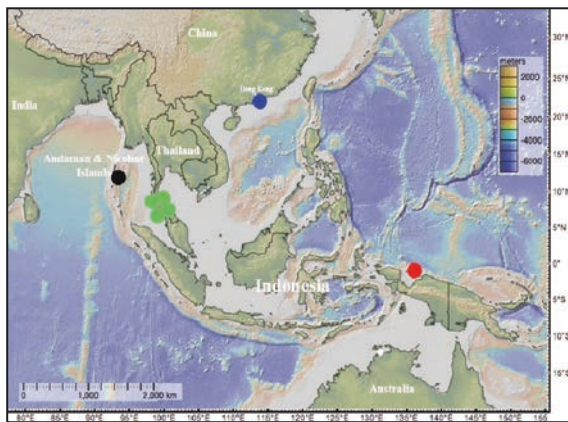 China
meters
2000
0
-2000
-4000
-6000
India
Hong Kong
Thailand
Andaman & Nicobar
Islands
Indonesia
Australia
0
1,000
2,000 km
30°N
25°N
20°N
15°N
10°N
5°N
0°
5°S
10°S
15°S
80°E 85°E 90°E 95°E 100°E 105°E 110°E 115°E 120°E 125°E 130°E 135°E 140°E 145°E 150°E 155